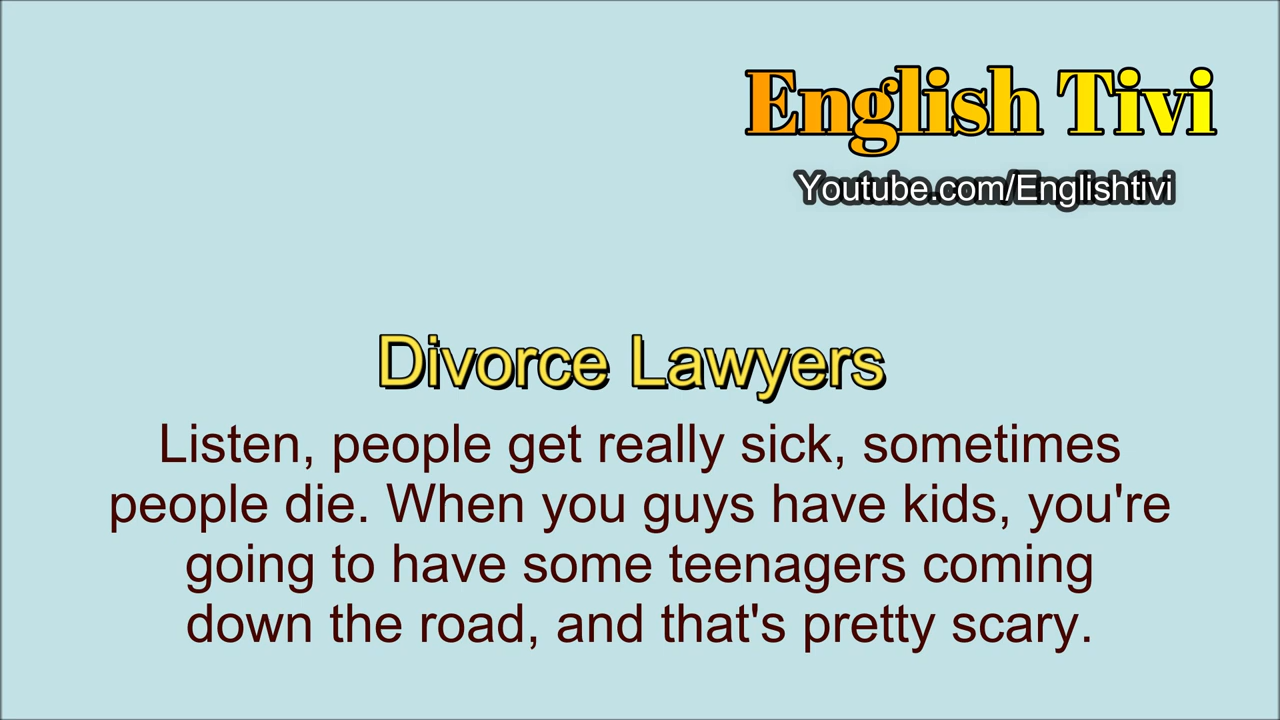 English Tivi
Youtube.com/Englishtivi
Divorce Lawyers
Listen, people get really sick, sometimes
people die. When you guys have kids, you're
going to have some teenagers coming
down the road, and that's pretty scary.